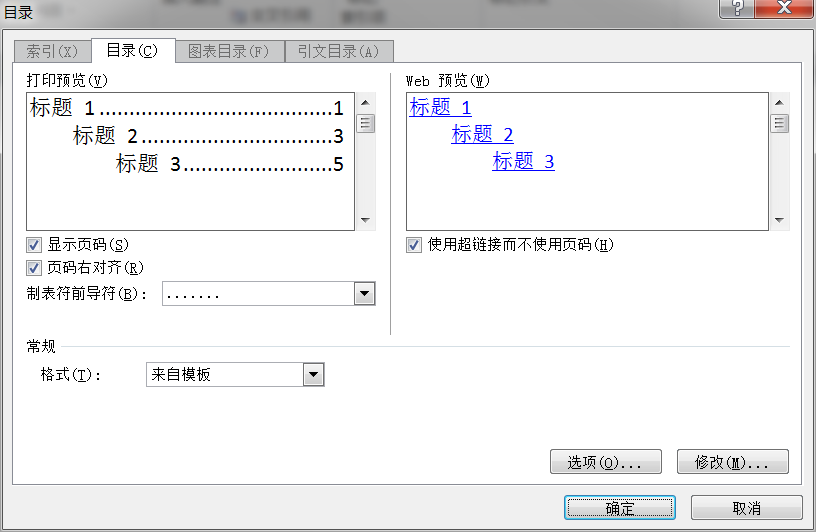 目录
索引(X) 目录(C) 图表目录(F) 引文目录(A)
打印预览(V)
标题 1........................................1
标题 2.................................3
标题 3..........................5
显示页码(S)
页码右对齐(R)
制表符前导符(B): .......
Web 预览(W)
标题 1
标题 2
标题 3
使用超链接而不使用页码(H)
常规
格式(T): 来自模板
选项(O)... 修改(M)...
确定 取消